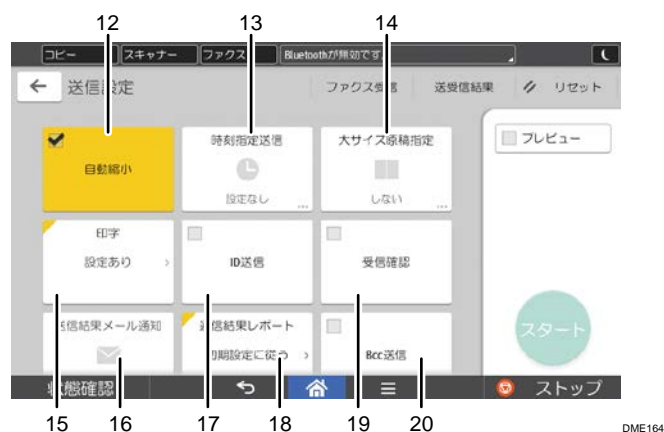 12 13 14
コピー スキャナー ファクス Bluetoothが無効です
送信設定 ファクス受信 送受信結果 リセット
自動縮小 時刻指定送信 大サイズ原稿指定 プレビュー
設定なし しない
印字 ID送信 受信確認
設定あり
送信結果メール通知 送信結果レポート Bcc送信 スタート
初期設定に従う
状態確認 ストップ
15 16 17 18 19 20
DME164